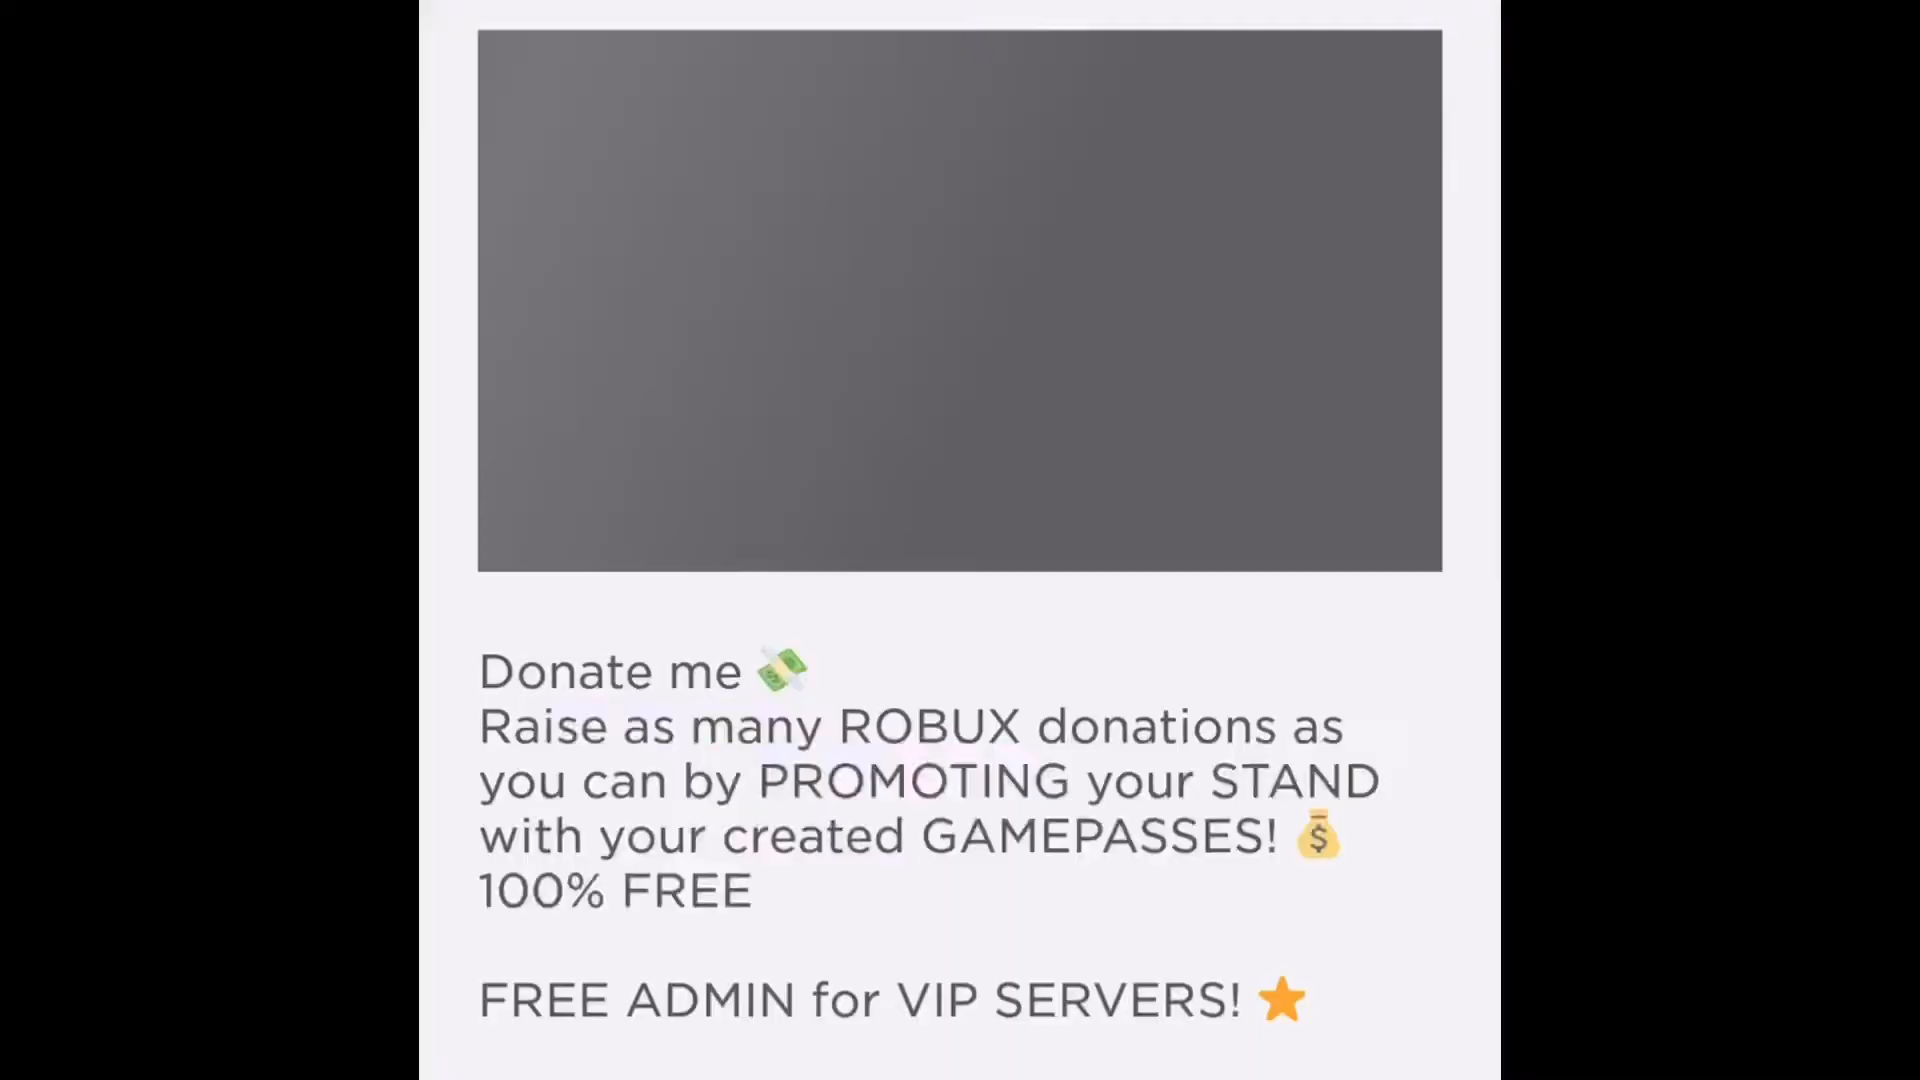 Donate me 💸
Raise as many ROBUX donations as
you can by PROMOTING your STAND
with your created GAMEPASSES! 💰
100% FREE
FREE ADMIN for VIP SERVERS! ⭐